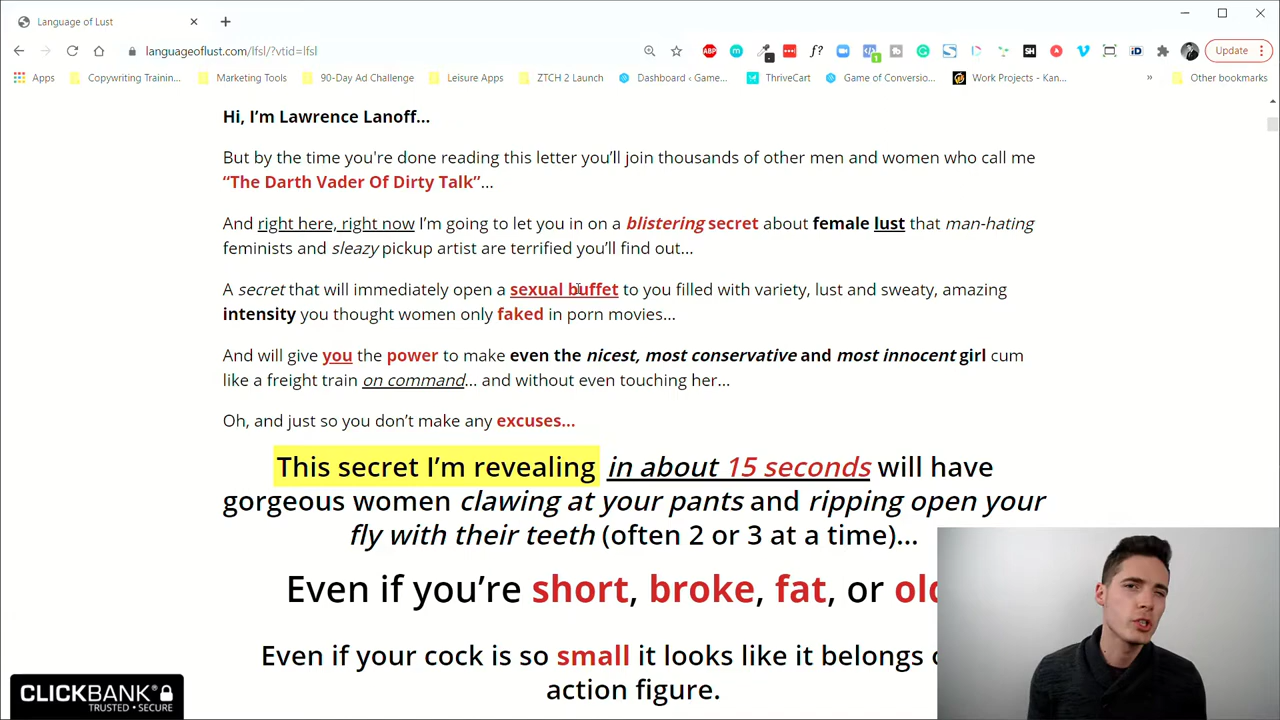 Language of Lust
languageoflust.com/lfsl/?vtid=lfsl
ABP
m
f?
1
SH
iD
Update
Apps
Copywriting Trainin...
Marketing Tools
90-Day Ad Challenge
Leisure Apps
ZTCH 2 Launch
Dashboard ‹ Game...
ThriveCart
Game of Conversio...
Work Projects - Kan...
»
Other bookmarks
Hi, I’m Lawrence Lanoff...
But by the time you're done reading this letter you’ll join thousands of other men and women who call me
“The Darth Vader Of Dirty Talk”...
And right here, right now I’m going to let you in on a blistering secret about female lust that man-hating
feminists and sleazy pickup artist are terrified you’ll find out...
A secret that will immediately open a sexual buffet to you filled with variety, lust and sweaty, amazing
intensity you thought women only faked in porn movies...
And will give you the power to make even the nicest, most conservative and most innocent girl cum
like a freight train on command... and without even touching her...
Oh, and just so you don’t make any excuses...
This secret I’m revealing in about 15 seconds will have
gorgeous women clawing at your pants and ripping open your
fly with their teeth (often 2 or 3 at a time)...
Even if you’re short, broke, fat, or old
Even if your cock is so small it looks like it belongs
action figure.
CLICKBANK®
TRUSTED • SECURE